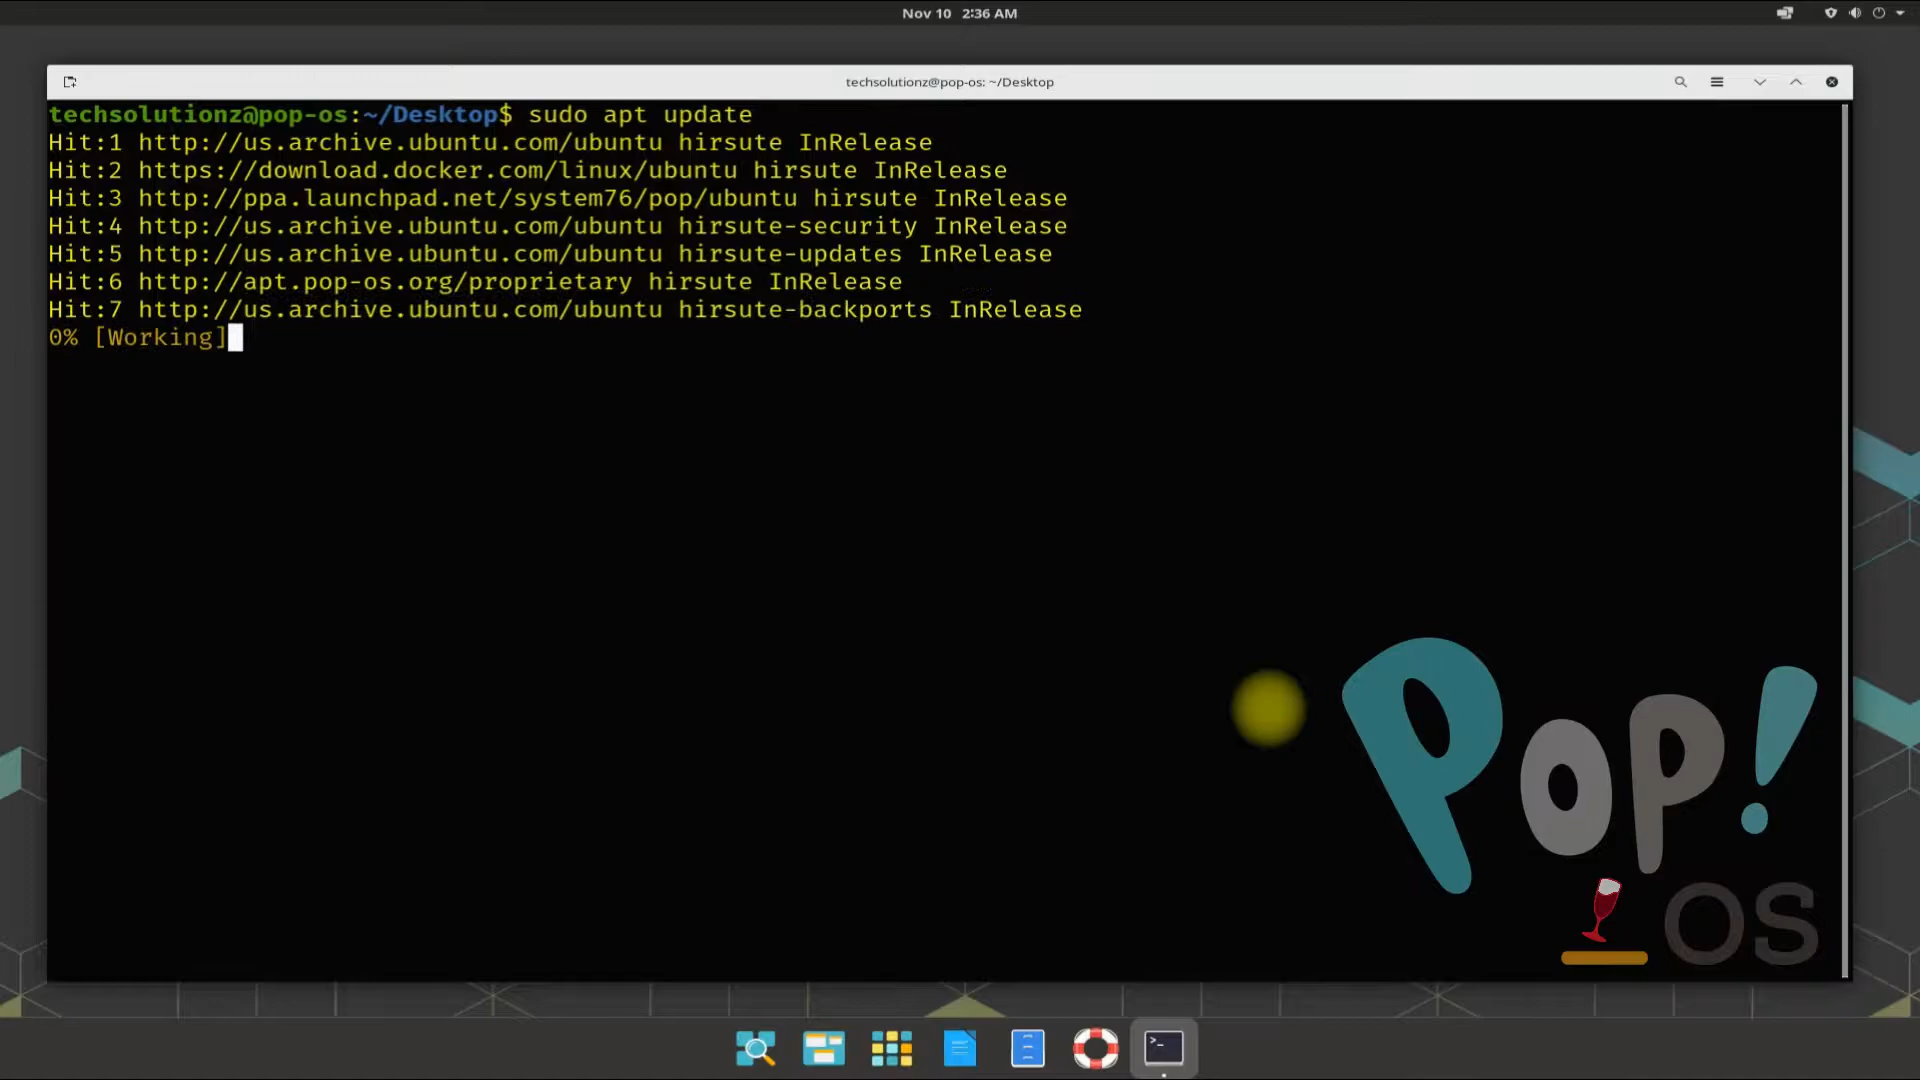 Nov 10 2:36 AM
techsolutionz@pop-os: ~/Desktop
techsolutionz@pop-os:~/Desktop$ sudo apt update
Hit:1 http://us.archive.ubuntu.com/ubuntu hirsute InRelease
Hit:2 https://download.docker.com/linux/ubuntu hirsute InRelease
Hit:3 http://ppa.launchpad.net/system76/pop/ubuntu hirsute InRelease
Hit:4 http://us.archive.ubuntu.com/ubuntu hirsute-security InRelease
Hit:5 http://us.archive.ubuntu.com/ubuntu hirsute-updates InRelease
Hit:6 http://apt.pop-os.org/proprietary hirsute InRelease
Hit:7 http://us.archive.ubuntu.com/ubuntu hirsute-backports InRelease
0% [Working]
Pop!
OS